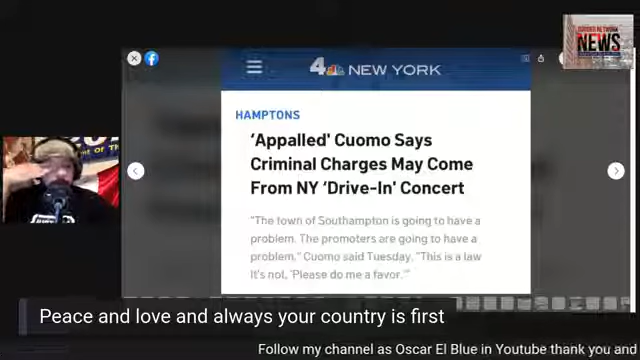 NEWS
4 NEW YORK
HAMPTONS
‘Appalled' Cuomo Says
Criminal Charges May Come
From NY ‘Drive-In' Concert
"The town of Southampton is going to have a
problem. The promoters are going to have a
problem," Cuomo said Tuesday. "This is a law
It's not, 'Please do me a favor.'"
Peace and love and always your country is first
Follow my channel as Oscar El Blue in Youtube thank you and